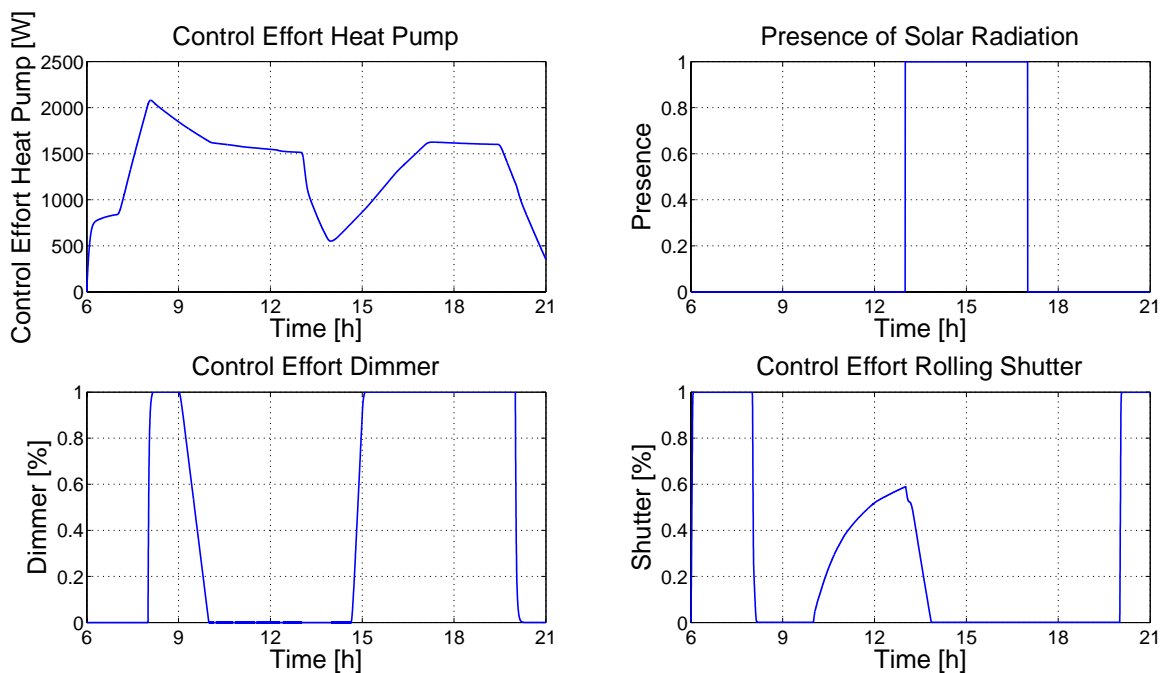 Control Effort Heat Pump
Control Effort Heat Pump [W]
2500
2000
1500
1000
500
0
6 9 12 15 18 21
Time [h]
Presence of Solar Radiation
Presence
1
0.8
0.6
0.4
0.2
0
6 9 12 15 18 21
Time [h]
Control Effort Dimmer
Dimmer [%]
1
0.8
0.6
0.4
0.2
0
6 9 12 15 18 21
Time [h]
Control Effort Rolling Shutter
Shutter [%]
1
0.8
0.6
0.4
0.2
0
6 9 12 15 18 21
Time [h]